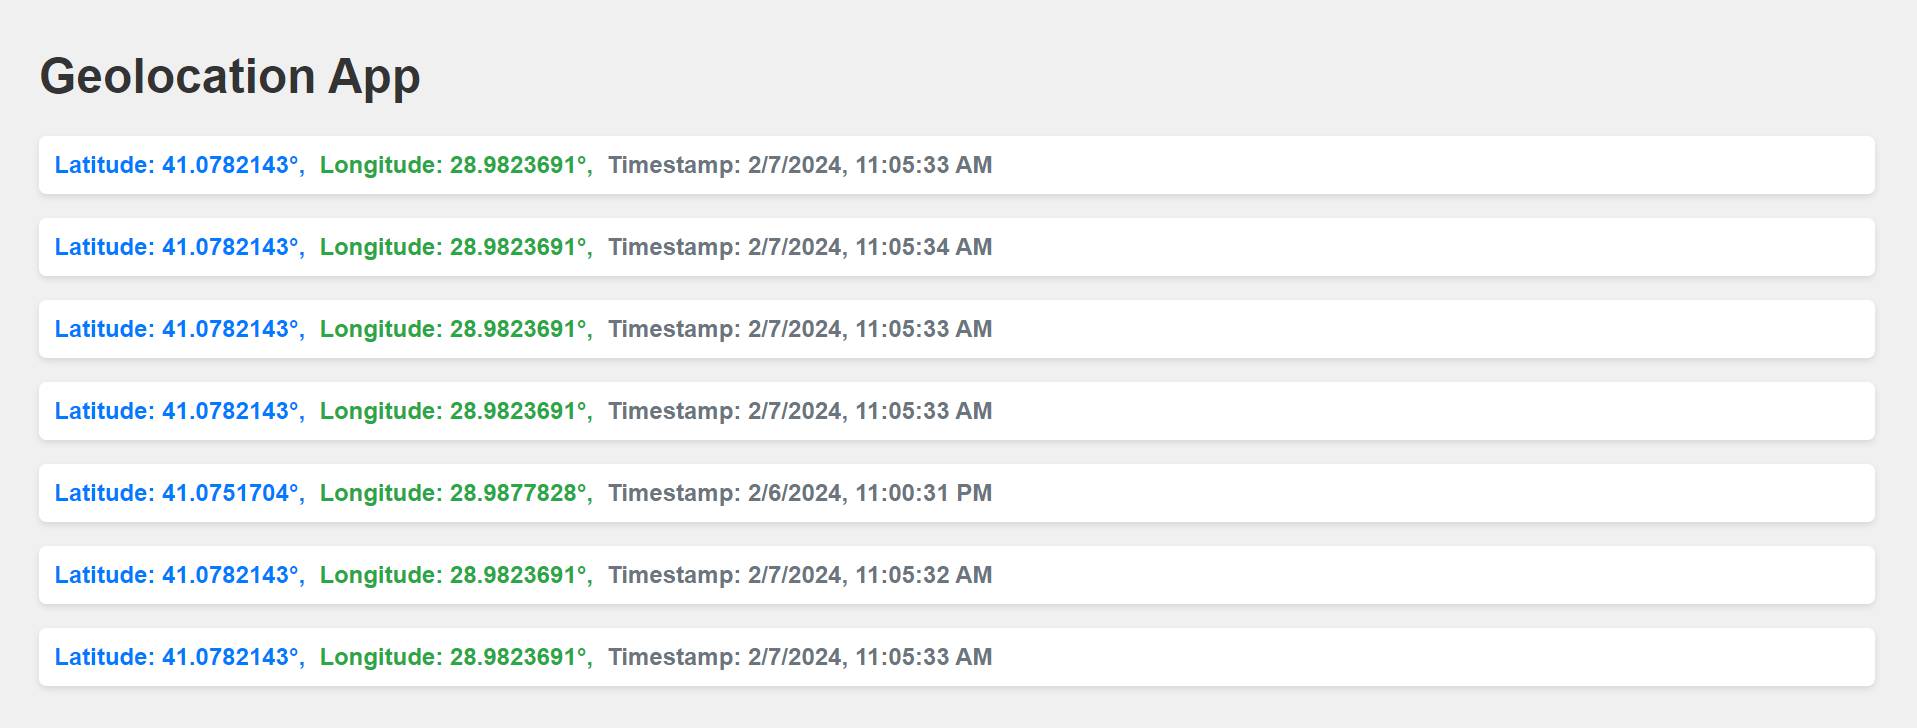 Geolocation App
Latitude: 41.0782143°, Longitude: 28.9823691°, Timestamp: 2/7/2024, 11:05:33 AM
Latitude: 41.0782143°, Longitude: 28.9823691°, Timestamp: 2/7/2024, 11:05:34 AM
Latitude: 41.0782143°, Longitude: 28.9823691°, Timestamp: 2/7/2024, 11:05:33 AM
Latitude: 41.0782143°, Longitude: 28.9823691°, Timestamp: 2/7/2024, 11:05:33 AM
Latitude: 41.0751704°, Longitude: 28.9877828°, Timestamp: 2/6/2024, 11:00:31 PM
Latitude: 41.0782143°, Longitude: 28.9823691°, Timestamp: 2/7/2024, 11:05:32 AM
Latitude: 41.0782143°, Longitude: 28.9823691°, Timestamp: 2/7/2024, 11:05:33 AM